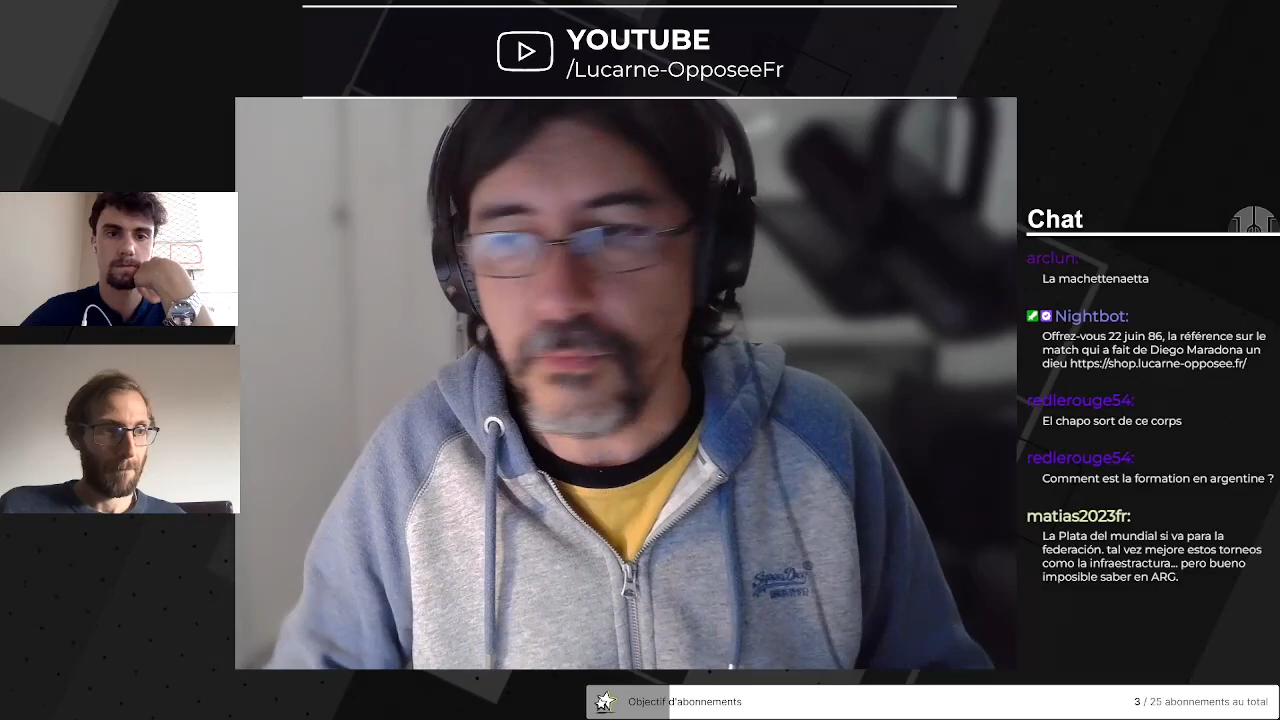 YOUTUBE
/Lucarne-OpposeeFr
Chat
arclun:
La machettenaetta
Nightbot:
Offrez-vous 22 juin 86, la référence sur le
match qui a fait de Diego Maradona un
dieu https://shop.lucarne-opposee.fr/
redlerouge54:
El chapo sort de ce corps
redlerouge54:
Comment est la formation en argentine ?
matias2023fr:
La Plata del mundial si va para la
federación. tal vez mejore estos torneos
como la infraestractura... pero bueno
imposible saber en ARG.
Objectif d'abonnements
3 / 25 abonnements au total